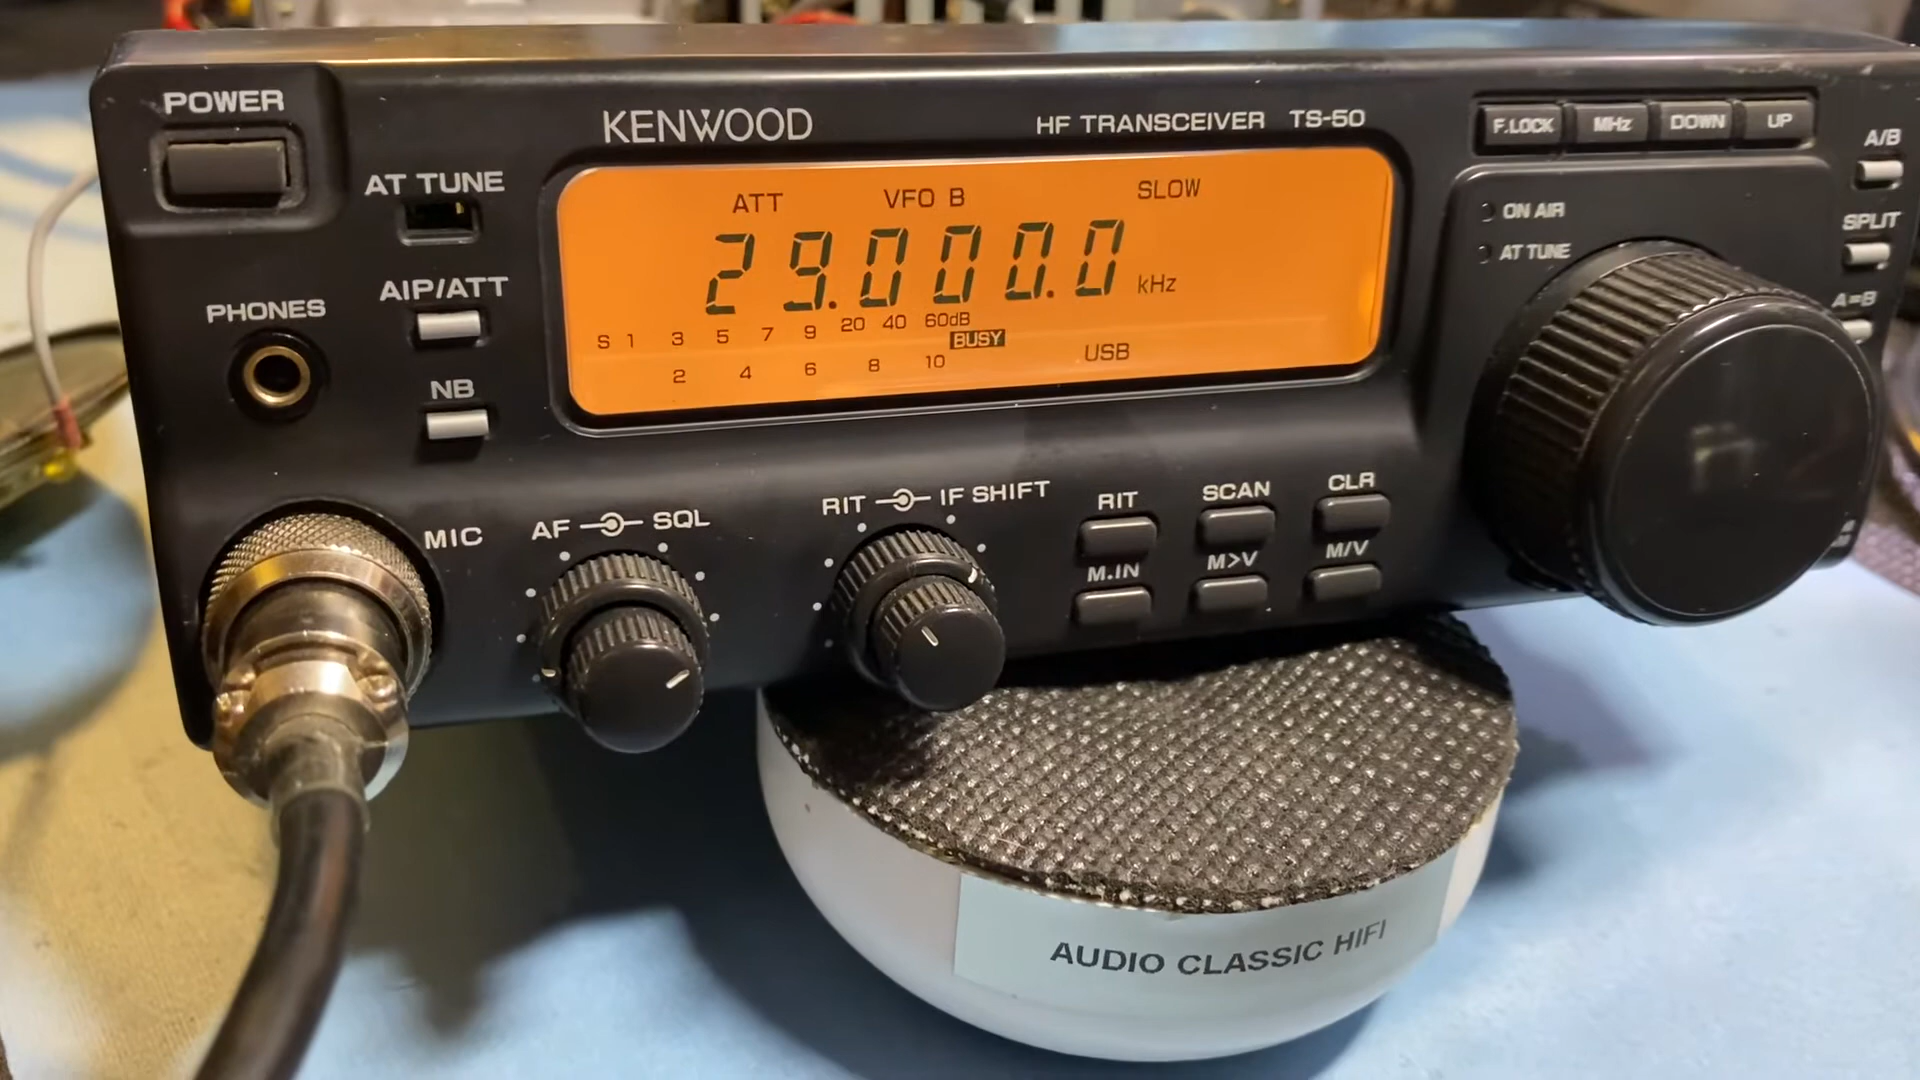 POWER
KENWOOD
HF TRANSCEIVER TS-50
F.LOCK MHz DOWN UP
A/B
AT TUNE
ATT VFO B SLOW
29.000.0 kHz
ON AIR
SPLIT
AT TUNE
AIP/ATT
A=B
PHONES
S 1 3 5 7 9 20 40 60dB
BUSY
2 4 6 8 10
USB
NB
MIC
AF SQL
RIT IF SHIFT
RIT SCAN CLR
M.IN M>V M/V
AUDIO CLASSIC HIFI